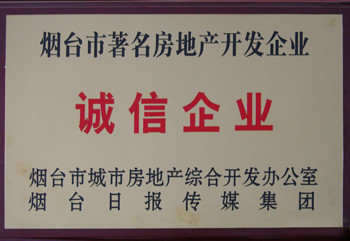 烟台市著名房地产开发企业
诚信企业
烟台市城市房地产综合开发办公室
烟台日报传媒集团